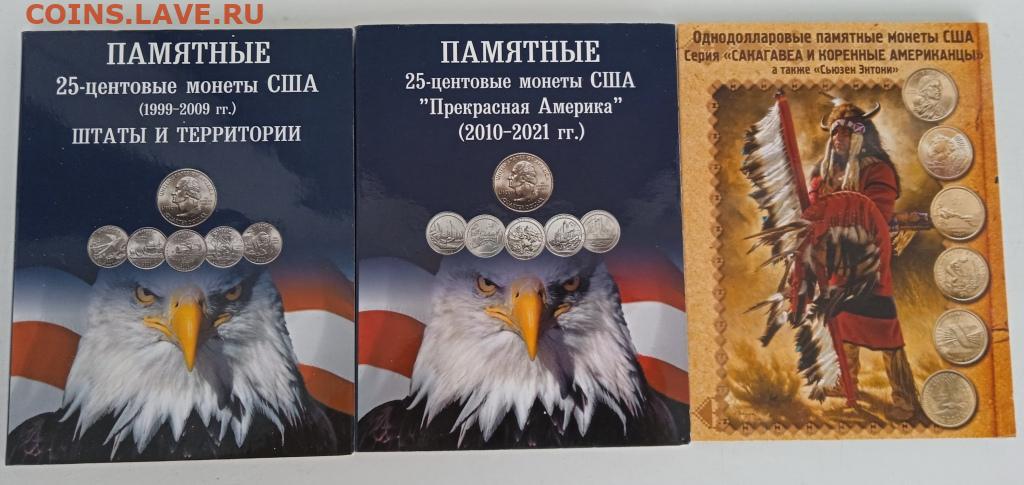 COINS.LAVE.RU
ПАМЯТНЫЕ
25-центовые монеты США
(1999–2009 гг.)
ШТАТЫ И ТЕРРИТОРИИ
ПАМЯТНЫЕ
25-центовые монеты США
"Прекрасная Америка"
(2010–2021 гг.)
Однодолларовые памятные монеты США
Серия «САКАГАВЕА И КОРЕННЫЕ АМЕРИКАНЦЫ»
а также «Сьюзен Энтони»